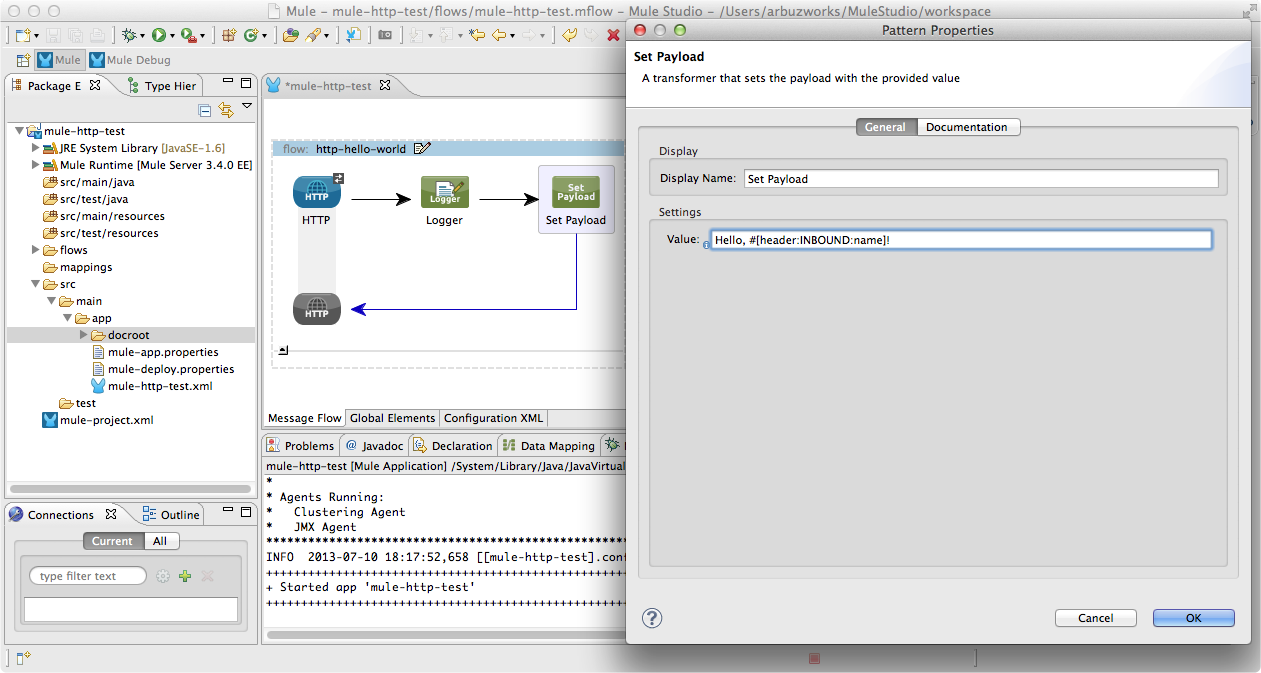 Mule – mule-http-test/flows/mule-http-test.mflow – Mule Studio – /Users/arbuzworks/MuleStudio/workspace
Mule
Mule Debug
Package E
Type Hier
mule-http-test
JRE System Library [JavaSE-1.6]
Mule Runtime [Mule Server 3.4.0 EE]
src/main/java
src/test/java
src/main/resources
src/test/resources
flows
mappings
src
main
app
docroot
mule-app.properties
mule-deploy.properties
mule-http-test.xml
test
mule-project.xml
Connections
Outline
Current
All
type filter text
*mule-http-test
flow: http-hello-world
HTTP
HTTP
Logger
Logger
Set Payload
Set Payload
HTTP
Message Flow
Global Elements
Configuration XML
Problems
@ Javadoc
Declaration
Data Mapping
mule-http-test [Mule Application] /System/Library/Java/JavaVirtual
*
* Agents Running:
*   Clustering Agent
*   JMX Agent
**************************************************
INFO  2013-07-10 18:17:52,658 [[mule-http-test].con
++++++++++++++++++++++++++++++++++++++++++++++++++
+ Started app 'mule-http-test'
++++++++++++++++++++++++++++++++++++++++++++++++++
Pattern Properties
Set Payload
A transformer that sets the payload with the provided value
General
Documentation
Display
Display Name: Set Payload
Settings
Value: Hello, #[header:INBOUND:name]!
?
Cancel
OK